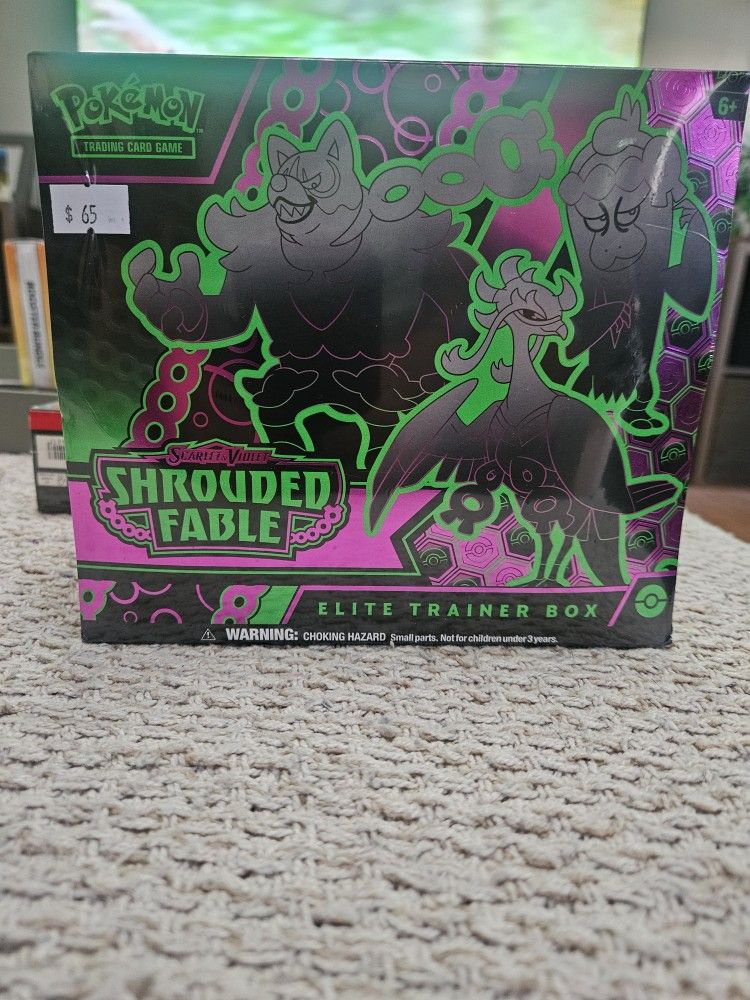 POKéMON
TRADING CARD GAME
6+
$ 65
SCARLET & VIOLET
SHROUDED
FABLE
ELITE TRAINER BOX
⚠ WARNING: CHOKING HAZARD Small parts. Not for children under 3 years.